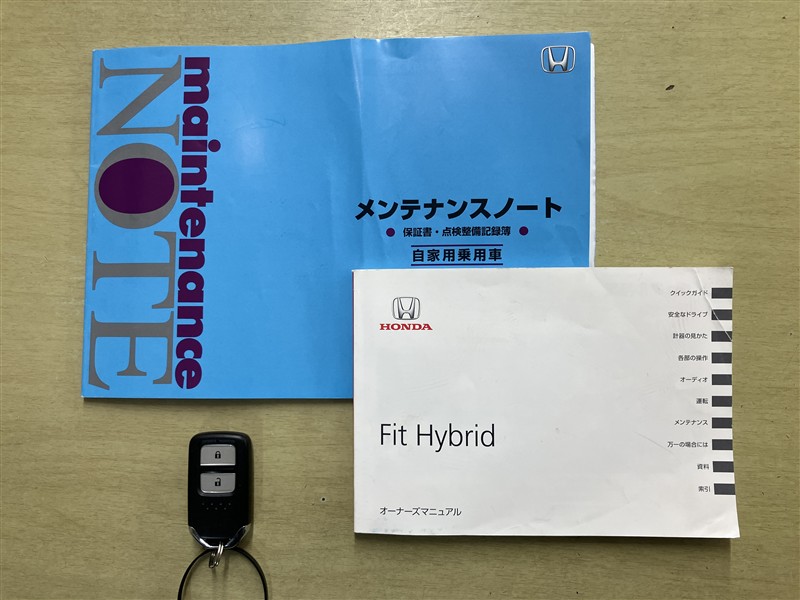 maintenance
NOTE
メンテナンスノート
● 保証書・点検整備記録簿 ●
自家用乗用車
HONDA
Fit Hybrid
オーナーズマニュアル
クイックガイド
安全なドライブ
計器の見かた
各部の操作
オーディオ
運転
メンテナンス
万一の場合には
資料
索引